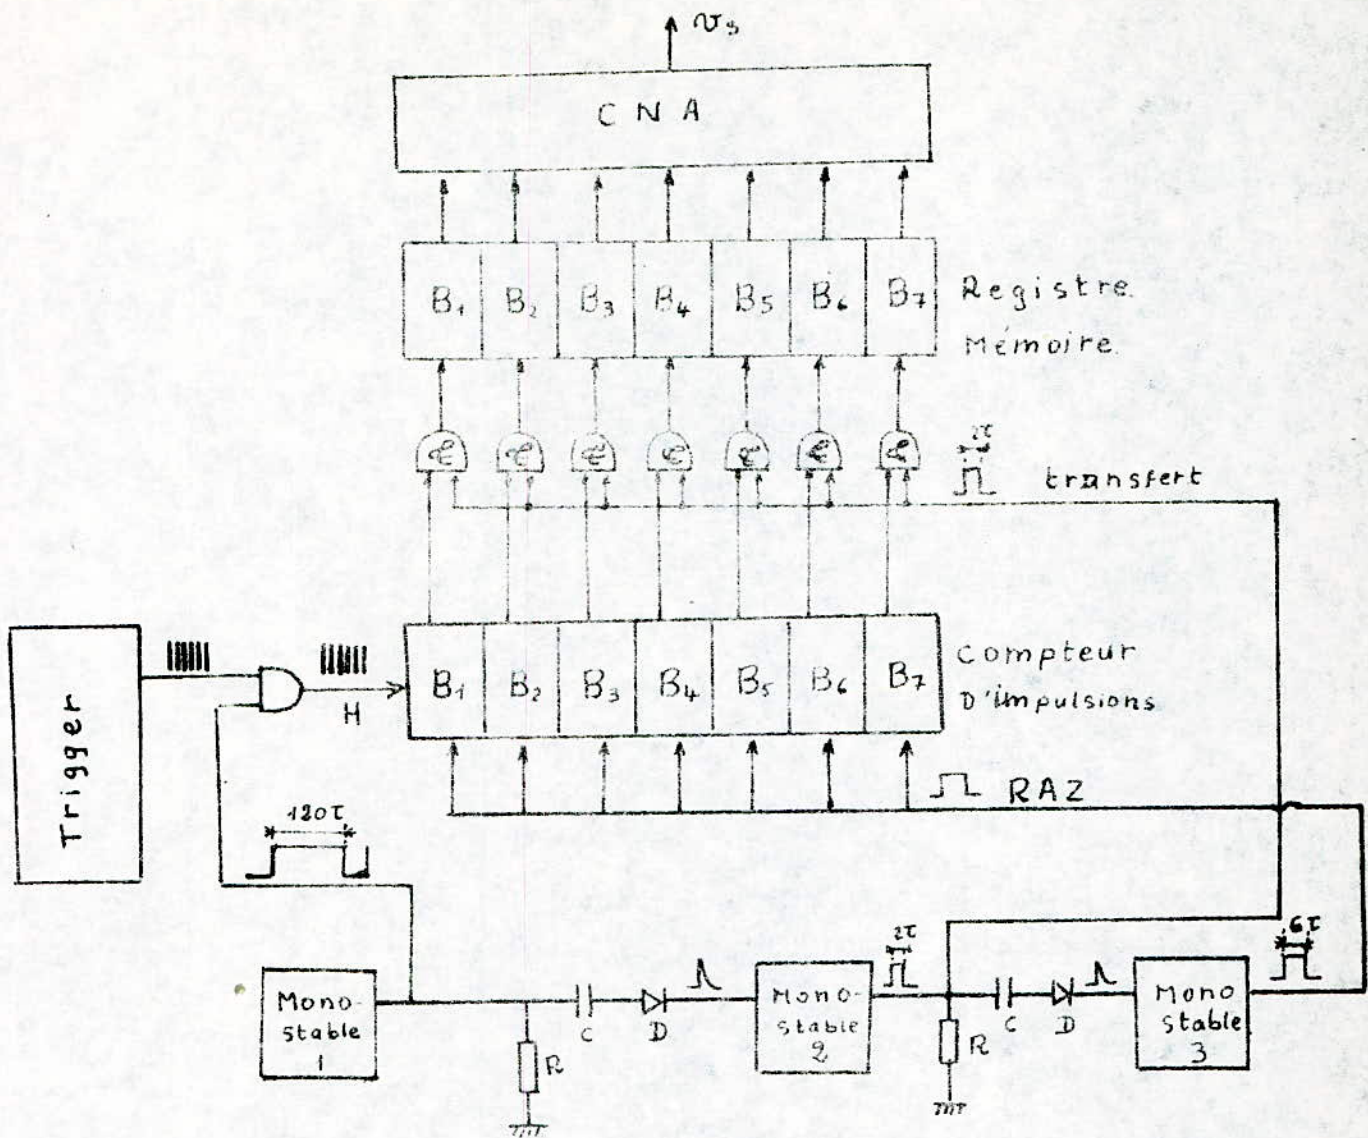 v_s
C N A
B₁ B₂ B₃ B₄ B₅ B₆ B₇
Registre
Mémoire
& & & & & & &
2τ
transfert
Trigger
H
B₁ B₂ B₃ B₄ B₅ B₆ B₇
Compteur
D'impulsions
RAZ
120τ
Mono-
stable
1
R
C
D
Mono-
stable
2
2τ
R
C
D
Mono
stable
3
6τ